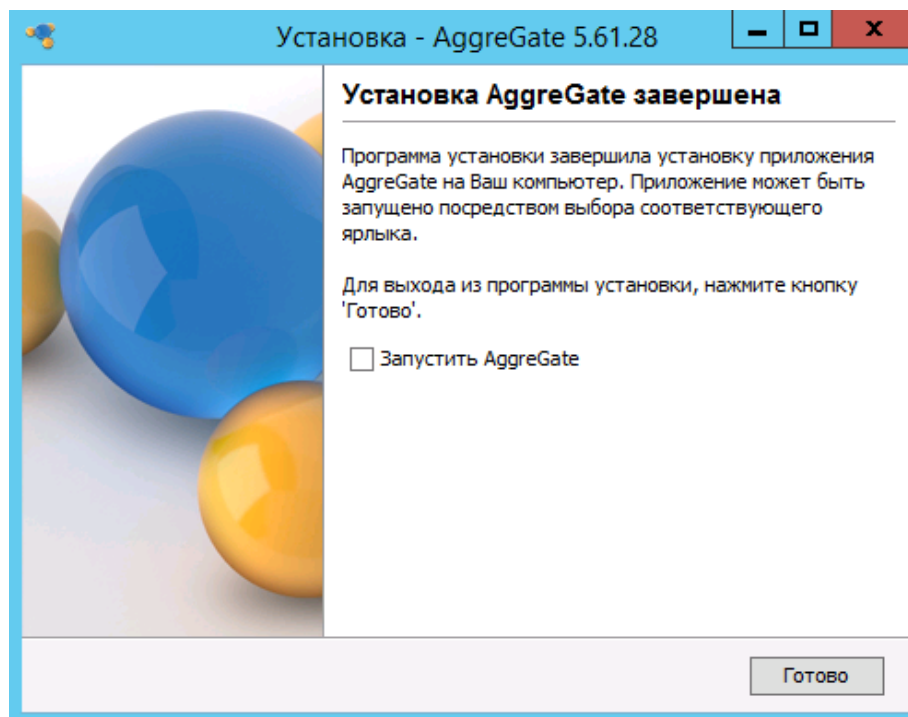 Установка - AggreGate 5.61.28
Установка AggreGate завершена
Программа установки завершила установку приложения
AggreGate на Ваш компьютер. Приложение может быть
запущено посредством выбора соответствующего
ярлыка.
Для выхода из программы установки, нажмите кнопку
'Готово'.
Запустить AggreGate
Готово